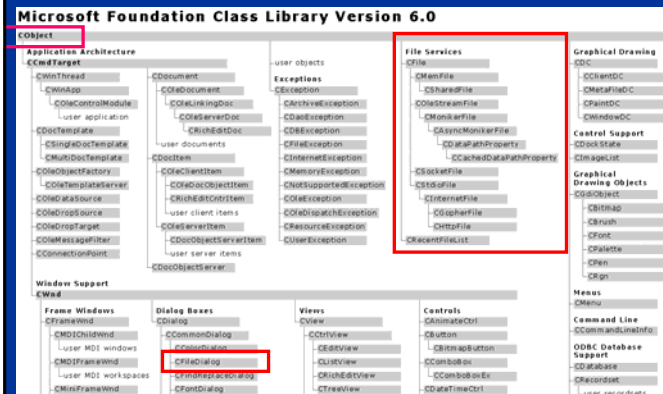 Microsoft Foundation Class Library Version 6.0
CObject
Application Architecture
CCmdTarget
CWinThread
CWinApp
COleControlModule
user application
CDocTemplate
CSingleDocTemplate
CMultiDocTemplate
COleObjectFactory
COleTemplateServer
COleDataSource
COleDropSource
COleDropTarget
COleMessageFilter
CConnectionPoint
CDocument
COleDocument
COleLinkingDoc
COleServerDoc
CRichEditDoc
user documents
CDocItem
COleClientItem
COleDocObjectItem
CRichEditCntrItem
user client items
COleServerItem
CDocObjectServerItem
user server items
CDocObjectServer
user objects
Exceptions
CException
CArchiveException
CDaoException
CDBException
CFileException
CInternetException
CMemoryException
CNotSupportedException
COleException
COleDispatchException
CResourceException
CUserException
File Services
CFile
CMemFile
CSharedFile
COleStreamFile
CMonikerFile
CAsyncMonikerFile
CDataPathProperty
CCachedDataPathProperty
CSocketFile
CStdioFile
CInternetFile
CGopherFile
CHttpFile
CRecentFileList
Graphical Drawing
CDC
CClientDC
CMetaFileDC
CPaintDC
CWindowDC
Control Support
CDockState
CImageList
Graphical
Drawing Objects
CGdiObject
CBitmap
CBrush
CFont
CPalette
CPen
CRgn
Menus
CMenu
Command Line
CCommandLineInfo
ODBC Database
Support
CDatabase
CRecordset
user recordsets
Window Support
CWnd
Frame Windows
CFrameWnd
CMDIChildWnd
user MDI windows
CMDIFrameWnd
user MDI workspaces
CMiniFrameWnd
Dialog Boxes
CDialog
CCommonDialog
CColorDialog
CFileDialog
CFindReplaceDialog
CFontDialog
Views
CView
CCtrlView
CEditView
CListView
CRichEditView
CTreeView
Controls
CAnimateCtrl
CButton
CBitmapButton
CComboBox
CComboBoxEx
CDateTimeCtrl